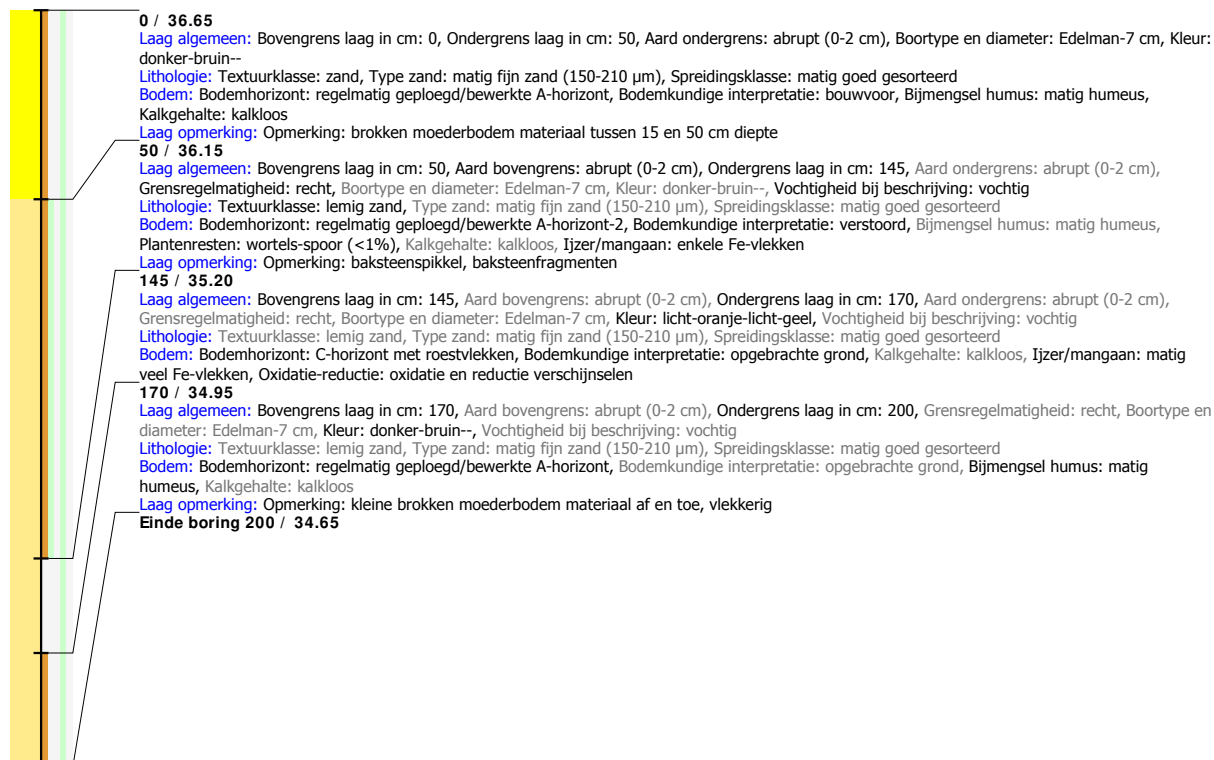 0 / 36.65
Laag algemeen: Bovengrens laag in cm: 0, Ondergrens laag in cm: 50, Aard ondergrens: abrupt (0-2 cm), Boortype en diameter: Edelman-7 cm, Kleur:
donker-bruin--
Lithologie: Textuurklasse: zand, Type zand: matig fijn zand (150-210 µm), Spreidingsklasse: matig goed gesorteerd
Bodem: Bodemhorizont: regelmatig geploegd/bewerkte A-horizont, Bodemkundige interpretatie: bouwvoor, Bijmengsel humus: matig humeus,
Kalkgehalte: kalkloos
Laag opmerking: Opmerking: brokken moederbodem materiaal tussen 15 en 50 cm diepte
50 / 36.15
Laag algemeen: Bovengrens laag in cm: 50, Aard bovengrens: abrupt (0-2 cm), Ondergrens laag in cm: 145, Aard ondergrens: abrupt (0-2 cm),
Grensregelmatigheid: recht, Boortype en diameter: Edelman-7 cm, Kleur: donker-bruin--, Vochtigheid bij beschrijving: vochtig
Lithologie: Textuurklasse: lemig zand, Type zand: matig fijn zand (150-210 µm), Spreidingsklasse: matig goed gesorteerd
Bodem: Bodemhorizont: regelmatig geploegd/bewerkte A-horizont-2, Bodemkundige interpretatie: verstoord, Bijmengsel humus: matig humeus,
Plantenresten: wortels-spoor (<1%), Kalkgehalte: kalkloos, Ijzer/mangaan: enkele Fe-vlekken
Laag opmerking: Opmerking: baksteenspikkel, baksteenfragmenten
145 / 35.20
Laag algemeen: Bovengrens laag in cm: 145, Aard bovengrens: abrupt (0-2 cm), Ondergrens laag in cm: 170, Aard ondergrens: abrupt (0-2 cm),
Grensregelmatigheid: recht, Boortype en diameter: Edelman-7 cm, Kleur: licht-oranje-licht-geel, Vochtigheid bij beschrijving: vochtig
Lithologie: Textuurklasse: lemig zand, Type zand: matig fijn zand (150-210 µm), Spreidingsklasse: matig goed gesorteerd
Bodem: Bodemhorizont: C-horizont met roestvlekken, Bodemkundige interpretatie: opgebrachte grond, Kalkgehalte: kalkloos, Ijzer/mangaan: matig
veel Fe-vlekken, Oxidatie-reductie: oxidatie en reductie verschijnselen
170 / 34.95
Laag algemeen: Bovengrens laag in cm: 170, Aard bovengrens: abrupt (0-2 cm), Ondergrens laag in cm: 200, Grensregelmatigheid: recht, Boortype en
diameter: Edelman-7 cm, Kleur: donker-bruin--, Vochtigheid bij beschrijving: vochtig
Lithologie: Textuurklasse: lemig zand, Type zand: matig fijn zand (150-210 µm), Spreidingsklasse: matig goed gesorteerd
Bodem: Bodemhorizont: regelmatig geploegd/bewerkte A-horizont, Bodemkundige interpretatie: opgebrachte grond, Bijmengsel humus: matig
humeus, Kalkgehalte: kalkloos
Laag opmerking: Opmerking: kleine brokken moederbodem materiaal af en toe, vlekkerig
Einde boring 200 / 34.65